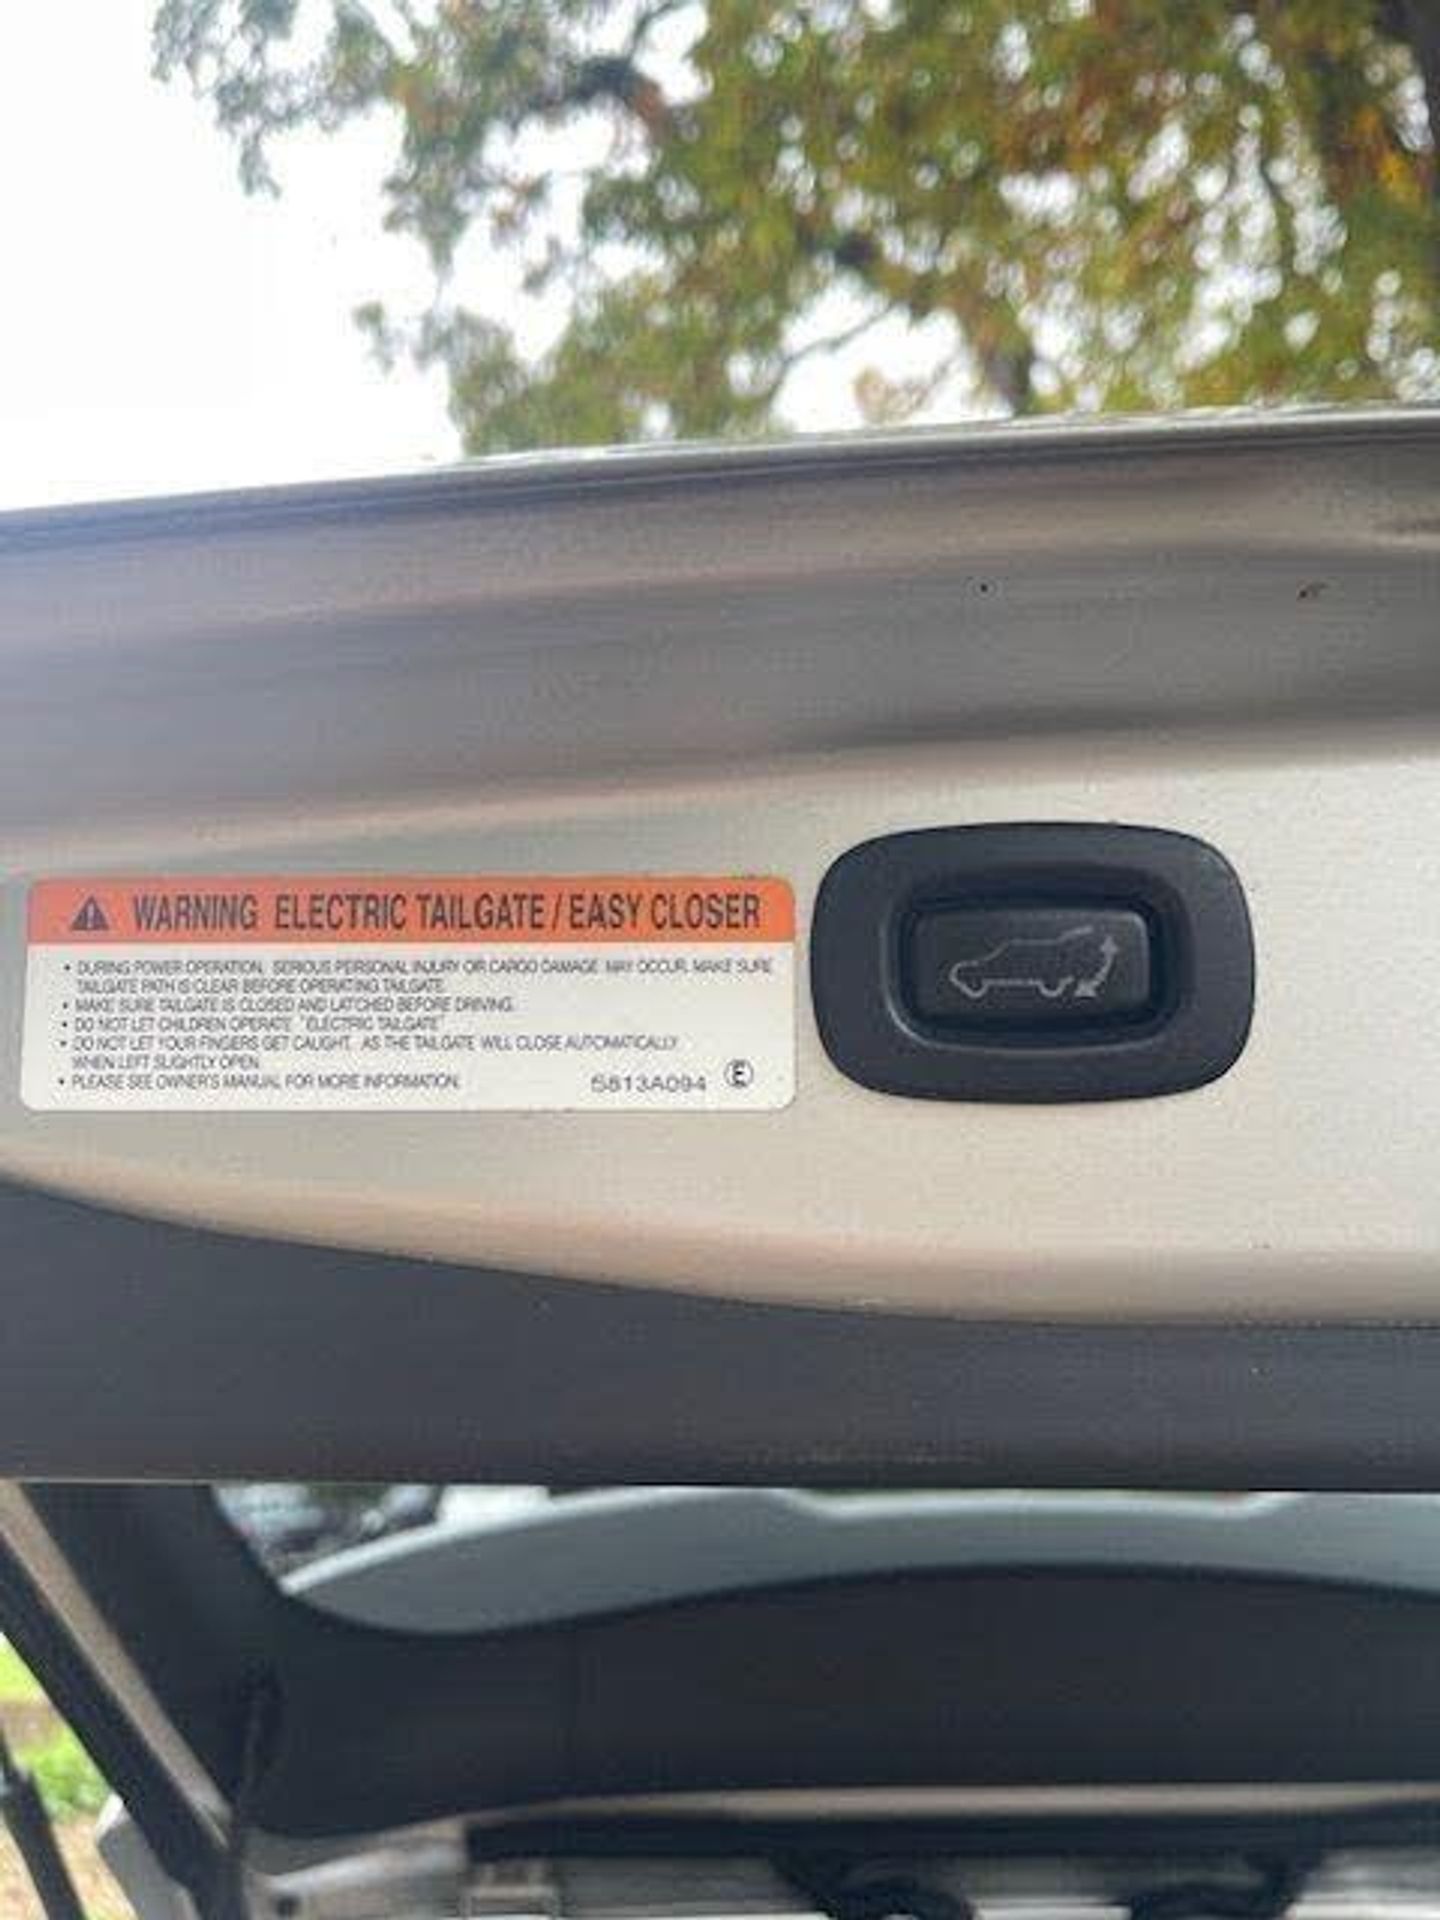 WARNING ELECTRIC TAILGATE / EASY CLOSER
• DURING POWER OPERATION, SERIOUS PERSONAL INJURY OR CARGO DAMAGE MAY OCCUR. MAKE SURE
TAILGATE PATH IS CLEAR BEFORE OPERATING TAILGATE.
• MAKE SURE TAILGATE IS CLOSED AND LATCHED BEFORE DRIVING.
• DO NOT LET CHILDREN OPERATE "ELECTRIC TAILGATE"
• DO NOT LET YOUR FINGERS GET CAUGHT. AS THE TAILGATE WILL CLOSE AUTOMATICALLY
WHEN LEFT SLIGHTLY OPEN.
• PLEASE SEE OWNER'S MANUAL FOR MORE INFORMATION. 5813A094 Ⓔ